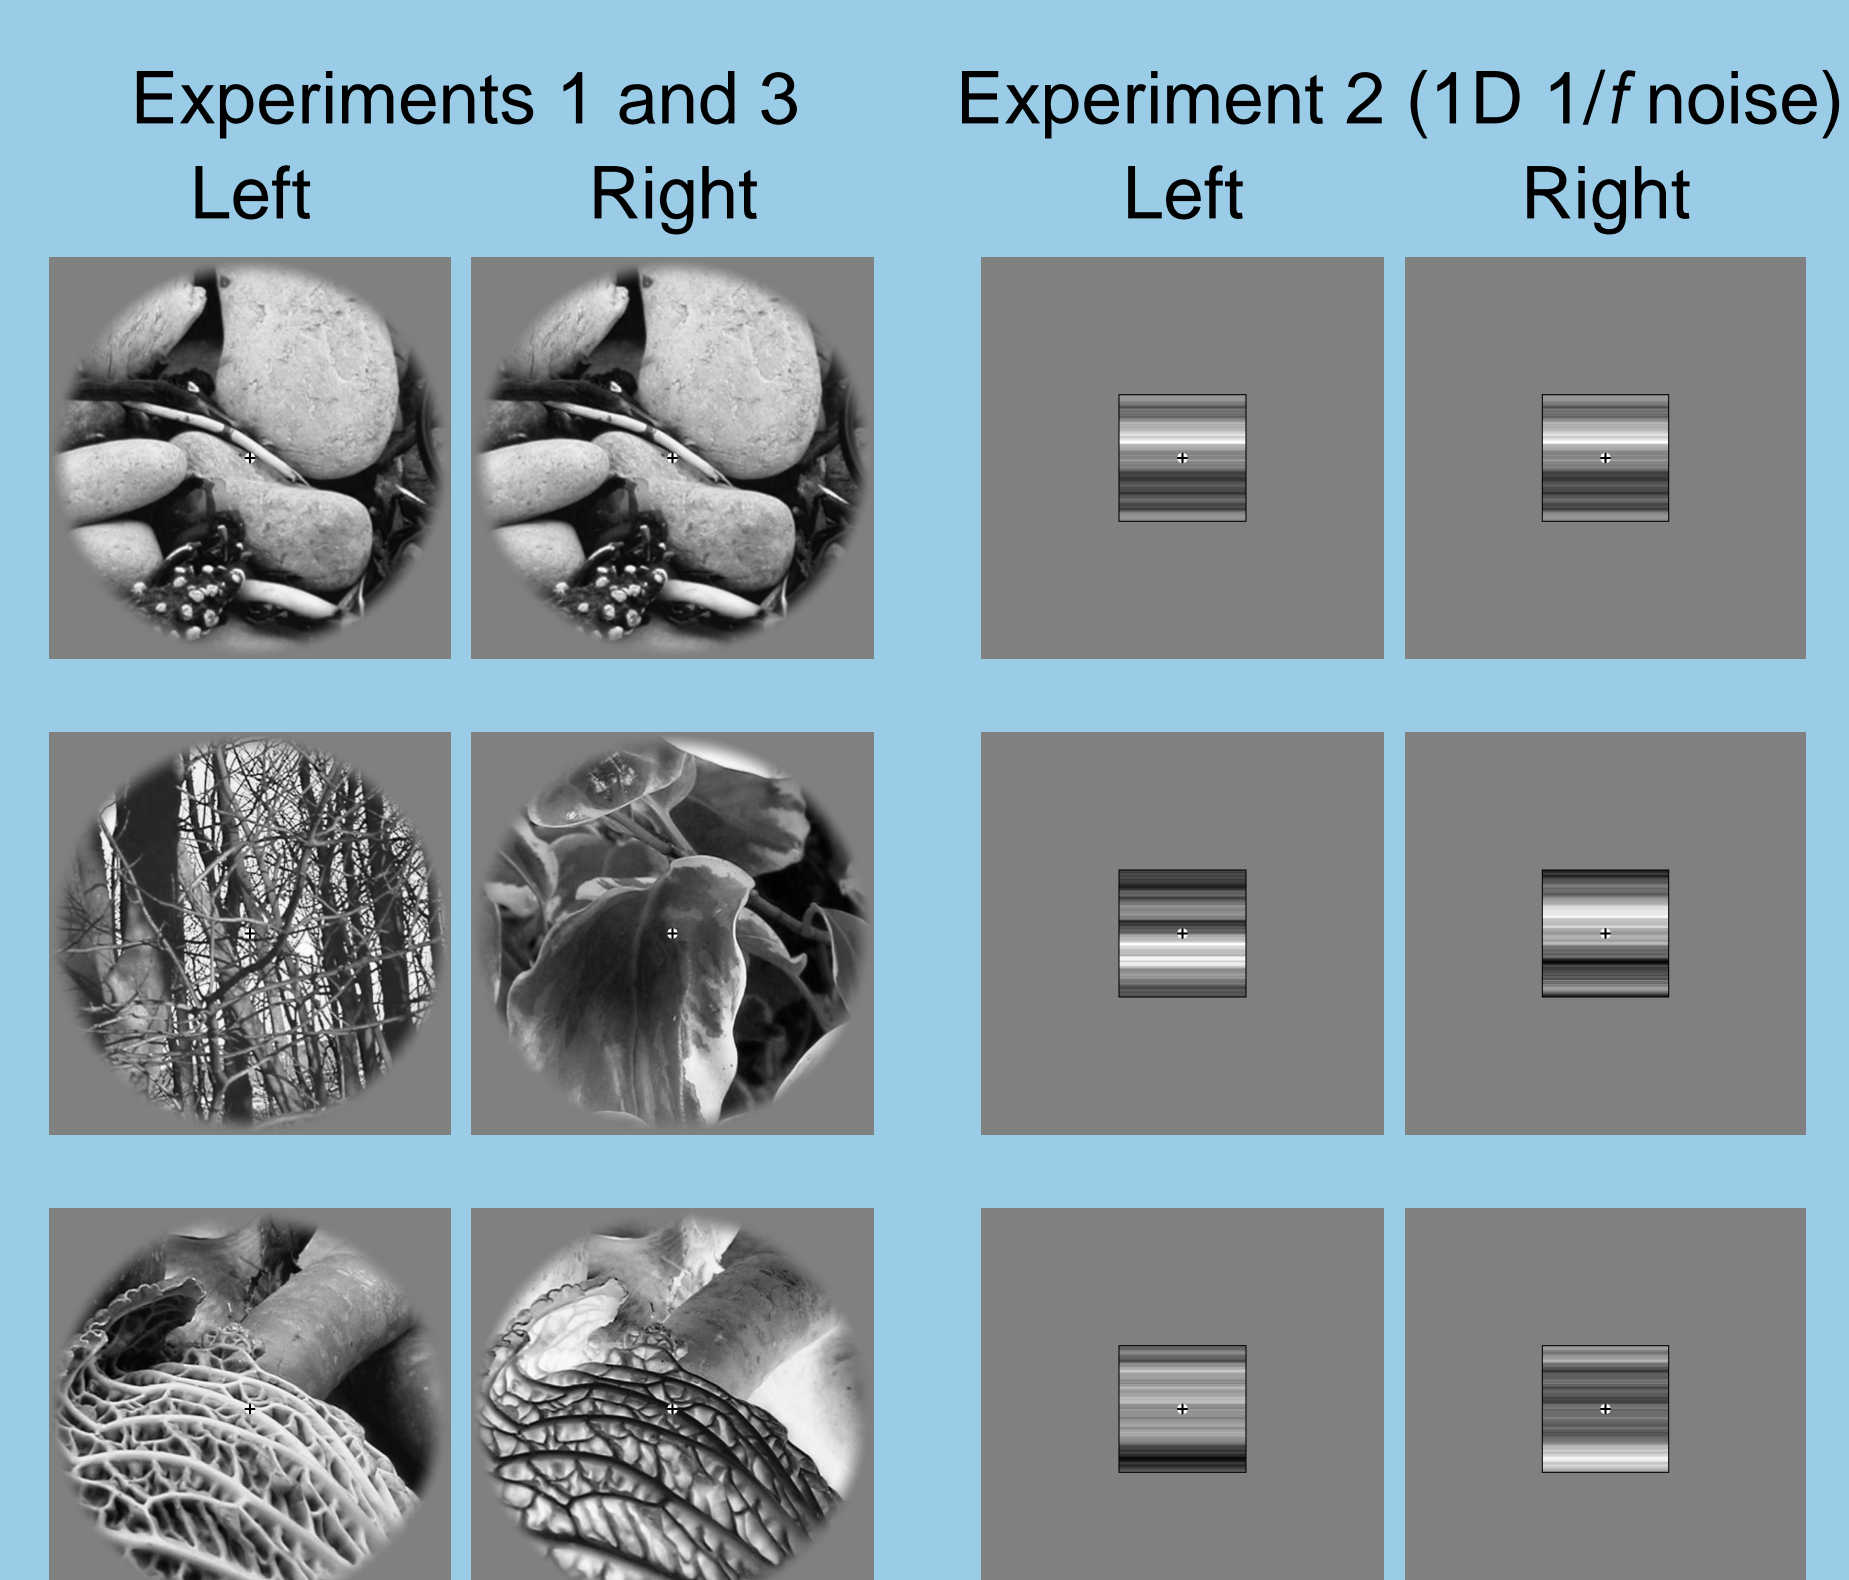 Experiments 1 and 3
Experiment 2 (1D 1/f noise)
Left
Right
Left
Right